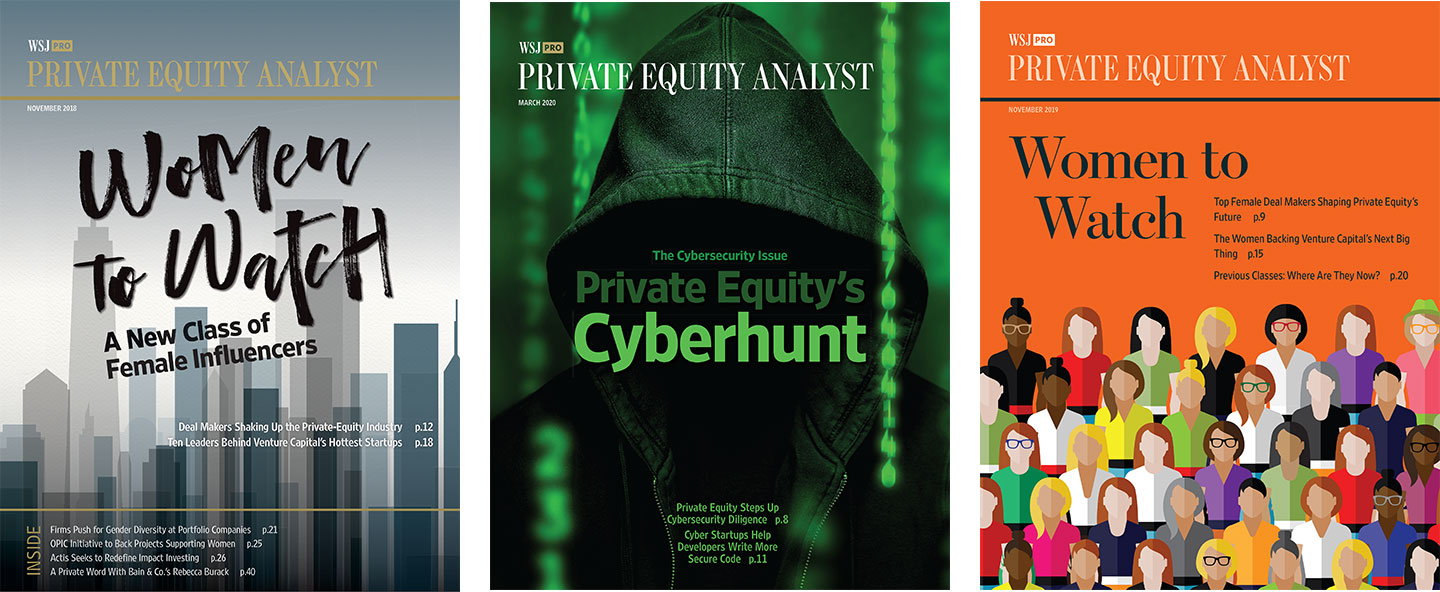 WSJ PRO
PRIVATE EQUITY ANALYST
NOVEMBER 2018
WoMen
to WatcH
A New Class of
Female Influencers
Deal Makers Shaking Up the Private-Equity Industry p.12
Ten Leaders Behind Venture Capital's Hottest Startups p.18
INSIDE
Firms Push for Gender Diversity at Portfolio Companies p.21
OPIC Initiative to Back Projects Supporting Women p.25
Actis Seeks to Redefine Impact Investing p.26
A Private Word With Bain & Co.'s Rebecca Burack p.40
WSJ PRO
PRIVATE EQUITY ANALYST
MARCH 2020
The Cybersecurity Issue
Private Equity's
Cyberhunt
Private Equity Steps Up
Cybersecurity Diligence p.8
Cyber Startups Help
Developers Write More
Secure Code p.11
WSJ PRO
PRIVATE EQUITY ANALYST
NOVEMBER 2019
Women to
Watch
Top Female Deal Makers Shaping Private Equity's
Future p.9
The Women Backing Venture Capital's Next Big
Thing p.15
Previous Classes: Where Are They Now? p.20